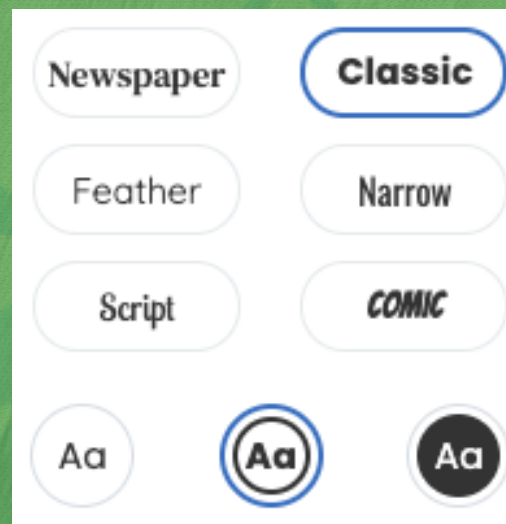 Newspaper Classic
Feather Narrow
Script COMIC
Aa Aa Aa